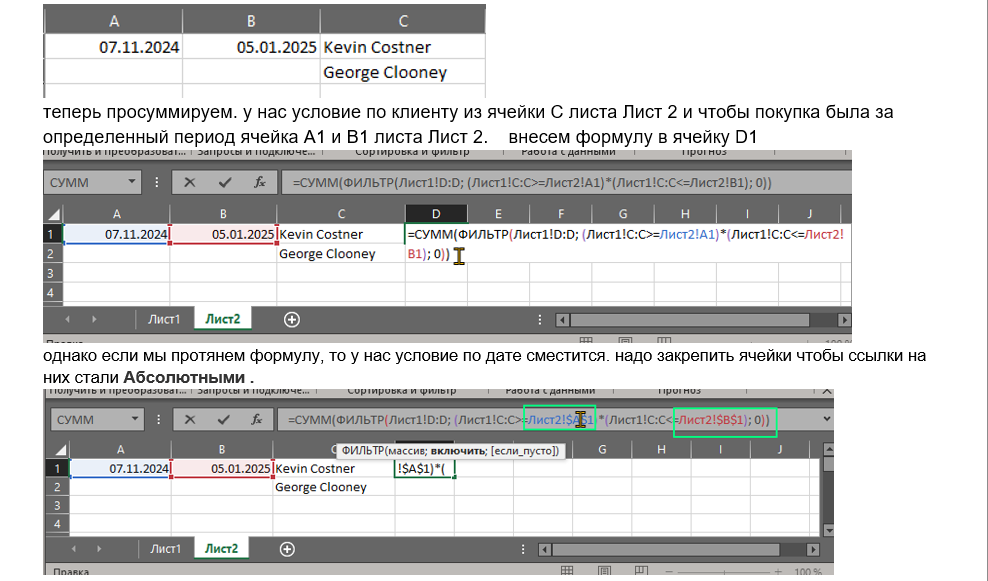 A B C
07.11.2024 05.01.2025 Kevin Costner
George Clooney
теперь просуммируем. у нас условие по клиенту из ячейки С листа Лист 2 и чтобы покупка была за
определенный период ячейка А1 и В1 листа Лист 2. внесем формулу в ячейку D1
Получить и преобразоват... Запросы и подключе... Сортировка и фильтр Работа с данными Прогноз
СУММ =СУММ(ФИЛЬТР(Лист1!D:D; (Лист1!C:C>=Лист2!A1)*(Лист1!C:C<=Лист2!B1); 0))
A B C D E F G H I J
1 07.11.2024 05.01.2025 Kevin Costner =СУММ(ФИЛЬТР(Лист1!D:D; (Лист1!C:C>=Лист2!A1)*(Лист1!C:C<=Лист2!
2 George Clooney B1); 0))
3
4
Лист1 Лист2
однако если мы протянем формулу, то у нас условие по дате сместится. надо закрепить ячейки чтобы ссылки на
них стали Абсолютными .
Получить и преобразоват... Запросы и подключе... Сортировка и фильтр Работа с данными Прогноз
СУММ =СУММ(ФИЛЬТР(Лист1!D:D; (Лист1!C:C>=Лист2!$A$1)*(Лист1!C:C<=Лист2!$B$1); 0))
A B C G H I J
ФИЛЬТР(массив; включить; [если_пусто])
1 07.11.2024 05.01.2025 Kevin Costner !$A$1)*(
2 George Clooney
3
4
Лист1 Лист2
Правка 100 %